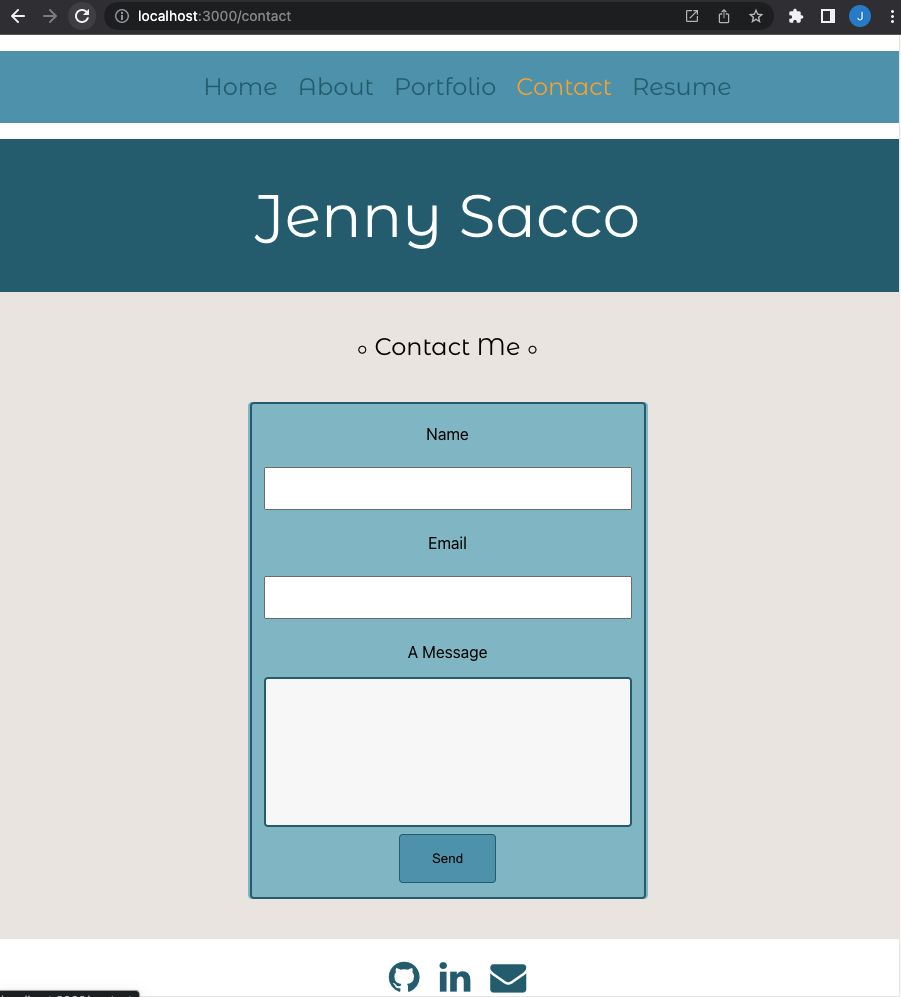 localhost:3000/contact
J
Home About Portfolio Contact Resume
Jenny Sacco
◦ Contact Me ◦
Name
Email
A Message
Send
in